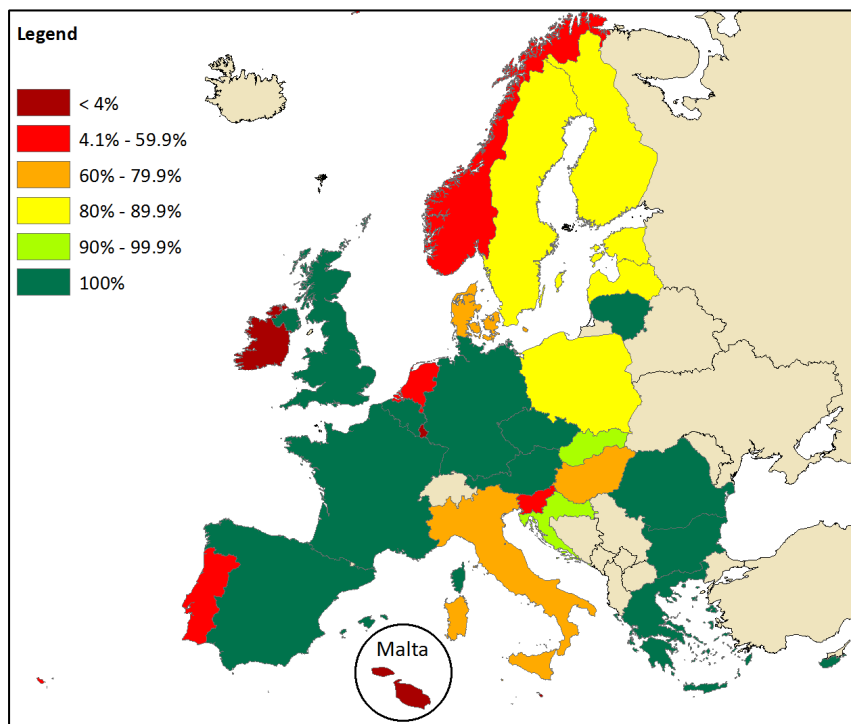 Legend
< 4%
4.1% - 59.9%
60% - 79.9%
80% - 89.9%
90% - 99.9%
100%
Malta